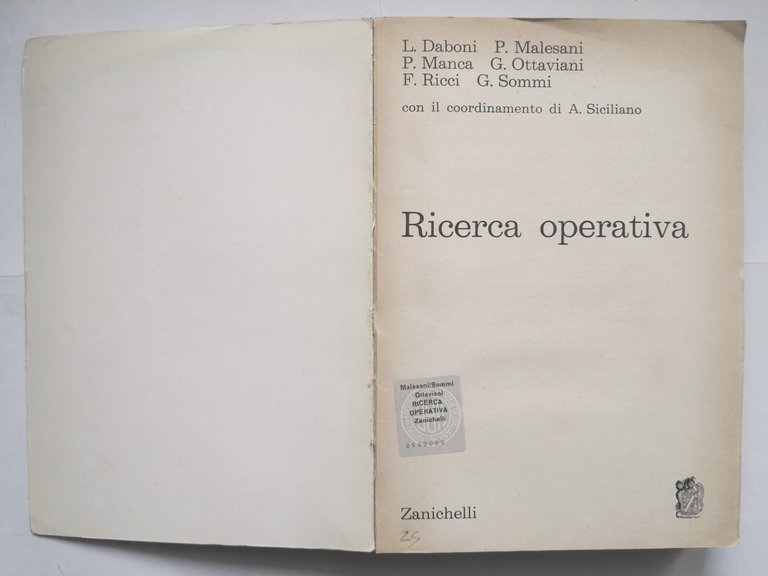 L. Daboni P. Malesani
P. Manca G. Ottaviani
F. Ricci G. Sommi
con il coordinamento di A. Siciliano
Ricerca operativa
Malesani/Sommi
Ottaviani
RICERCA
OPERATIVA
Zanichelli
Zanichelli
25